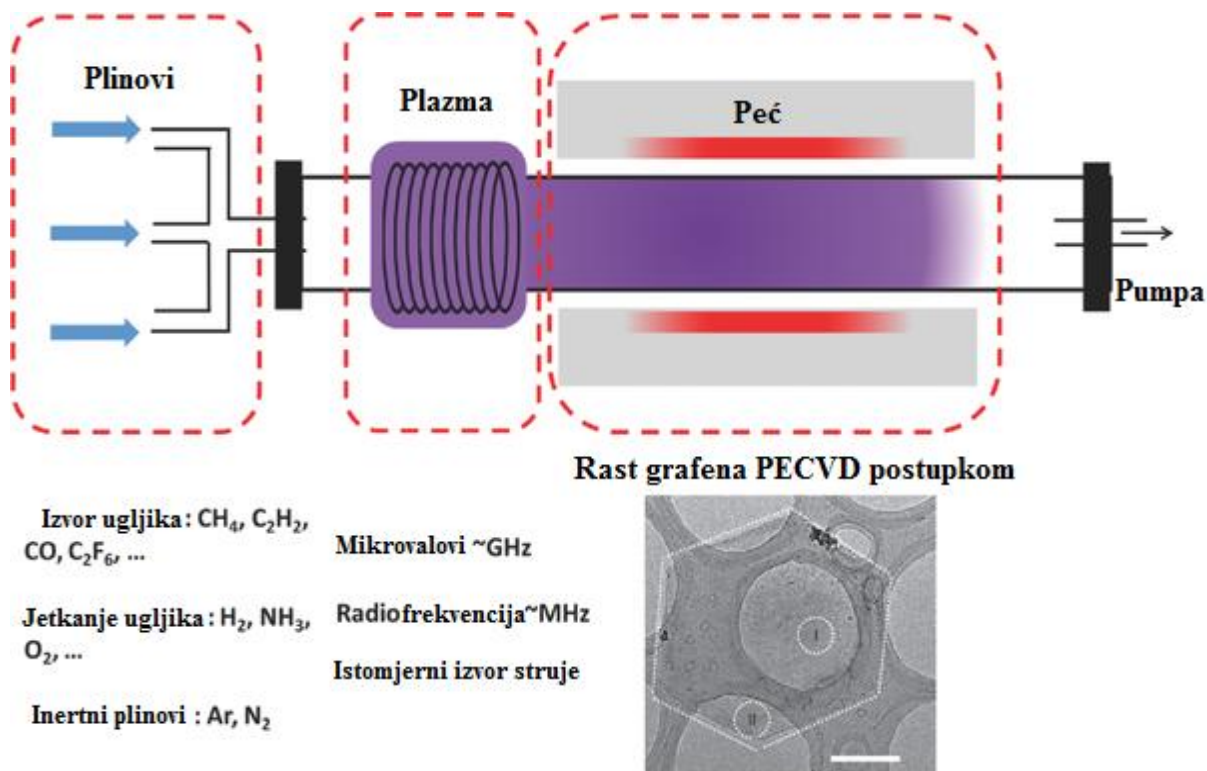 Plinovi
Plazma
Peć
Pumpa
Rast grafena PECVD postupkom
Izvor ugljika : CH₄, C₂H₂,
CO, C₂F₆, ...
Jetkanje ugljika : H₂, NH₃,
O₂, ...
Inertni plinovi : Ar, N₂
Mikrovalovi ~GHz
Radiofrekvencija~MHz
Istomjerni izvor struje
I
II